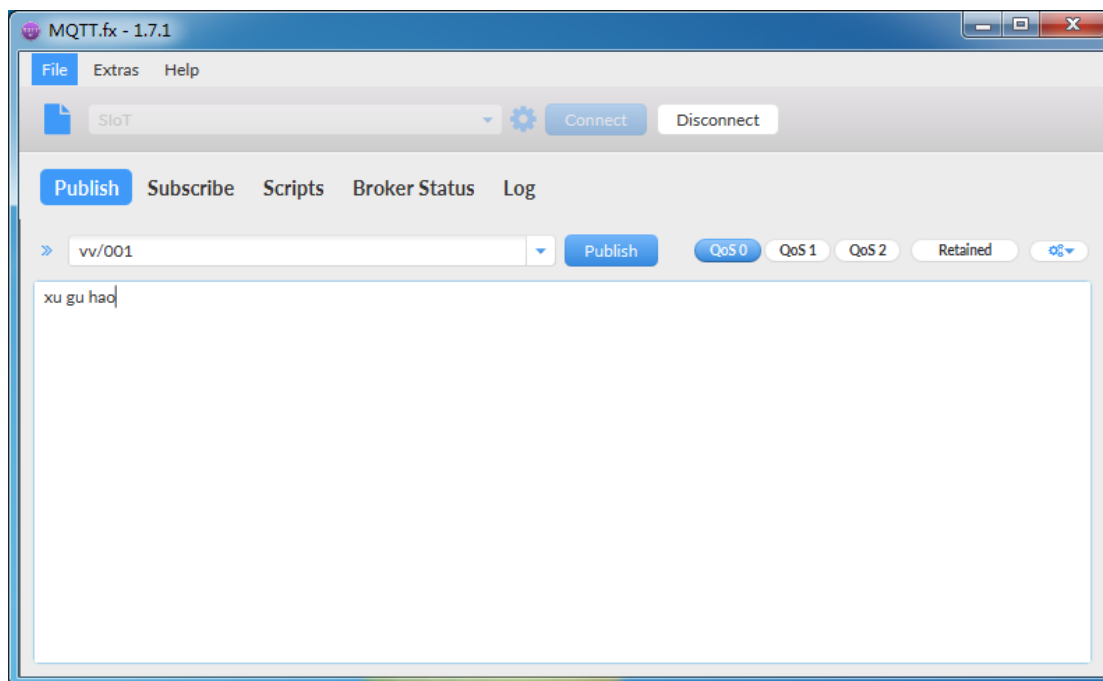 MQTT.fx - 1.7.1
File Extras Help
SIoT Connect Disconnect
Publish Subscribe Scripts Broker Status Log
vv/001 Publish QoS 0 QoS 1 QoS 2 Retained
xu gu hao